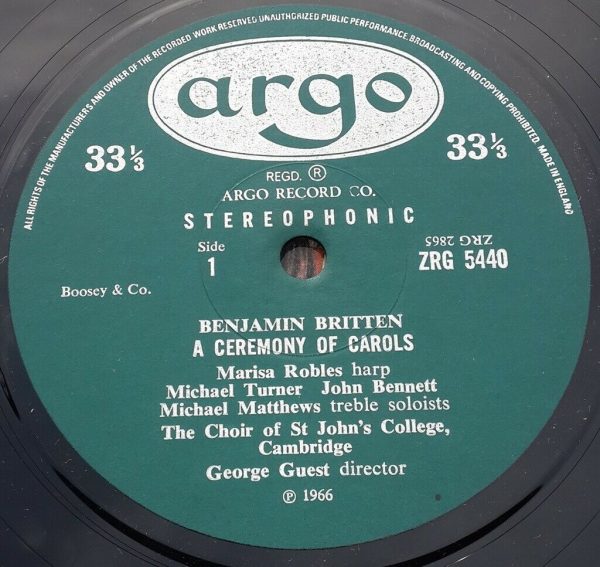 ALL RIGHTS OF THE MANUFACTURERS AND OWNER OF THE RECORDED WORK RESERVED UNAUTHORIZED PUBLIC PERFORMANCE, BROADCASTING AND COPYING PROHIBITED. MADE IN ENGLAND
argo
33⅓ 33⅓
REGD. ®
ARGO RECORD CO.
STEREOPHONIC
Side
1
ZRG 2865
ZRG 5440
Boosey & Co.
BENJAMIN BRITTEN
A CEREMONY OF CAROLS
Marisa Robles harp
Michael Turner John Bennett
Michael Matthews treble soloists
The Choir of St John's College,
Cambridge
George Guest director
℗ 1966